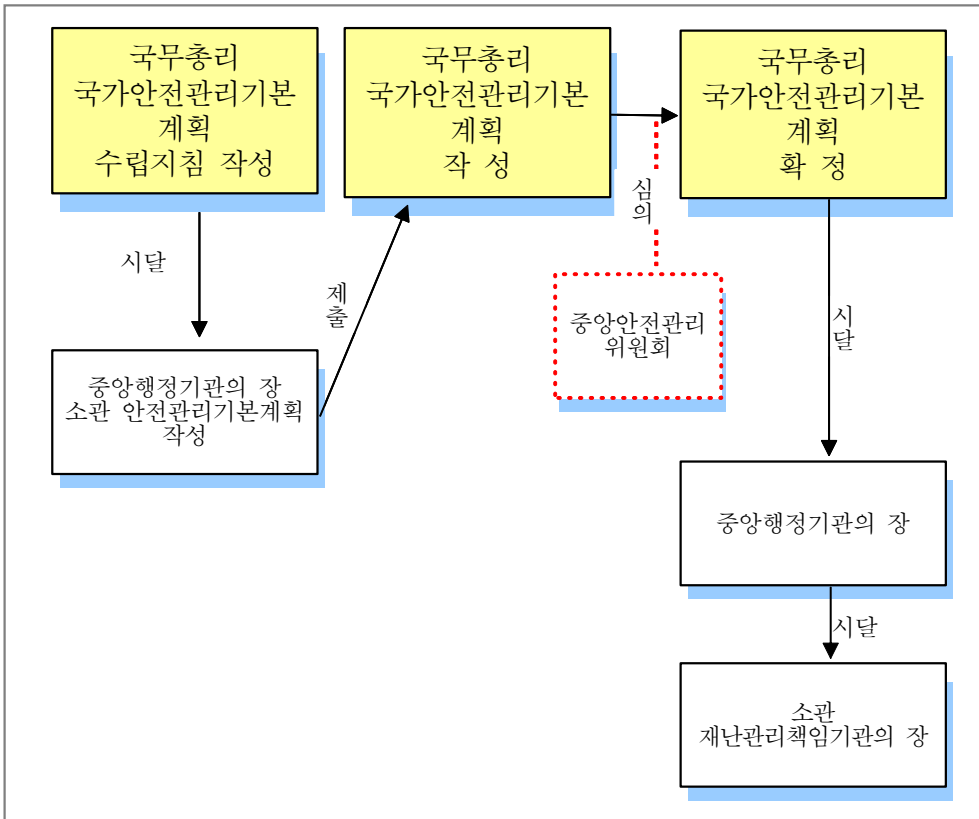 국무총리
국가안전관리기본
계획
수립지침 작성
국무총리
국가안전관리기본
계획
작 성
국무총리
국가안전관리기본
계획
확 정
시달
제출
심의
중앙안전관리
위원회
시달
중앙행정기관의 장
소관 안전관리기본계획
작성
중앙행정기관의 장
시달
소관
재난관리책임기관의 장